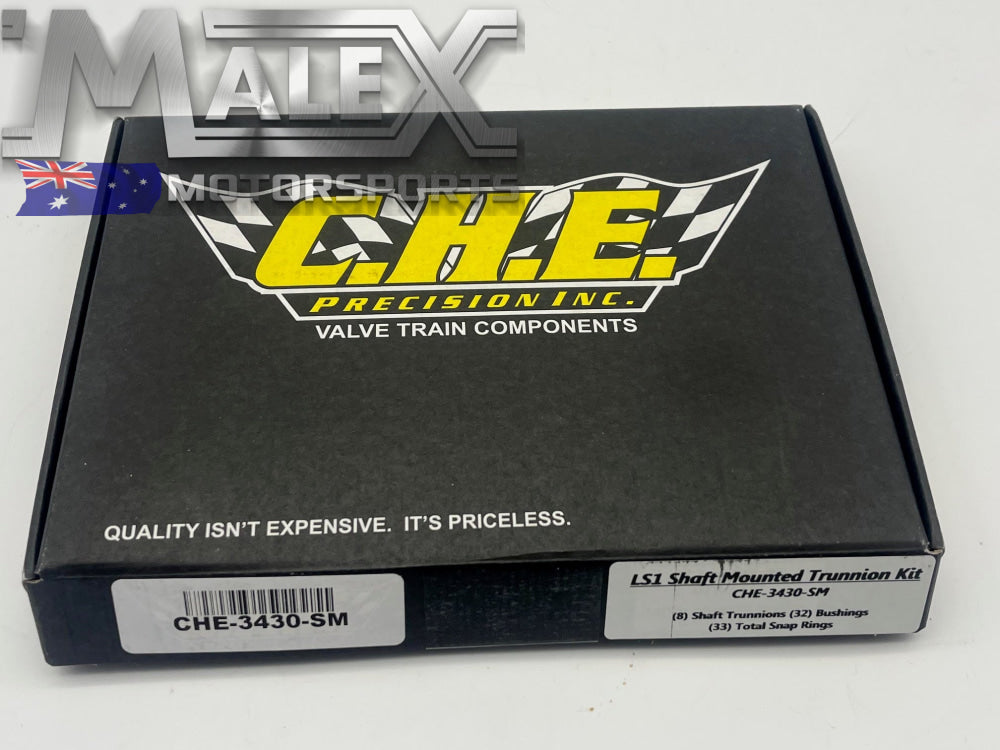 MALEX
MOTORSPORTS
C.H.E.
PRECISION INC.
VALVE TRAIN COMPONENTS
QUALITY ISN'T EXPENSIVE. IT'S PRICELESS.
CHE-3430-SM
LS1 Shaft Mounted Trunnion Kit
CHE-3430-SM
(8) Shaft Trunnions (32) Bushings
(33) Total Snap Rings